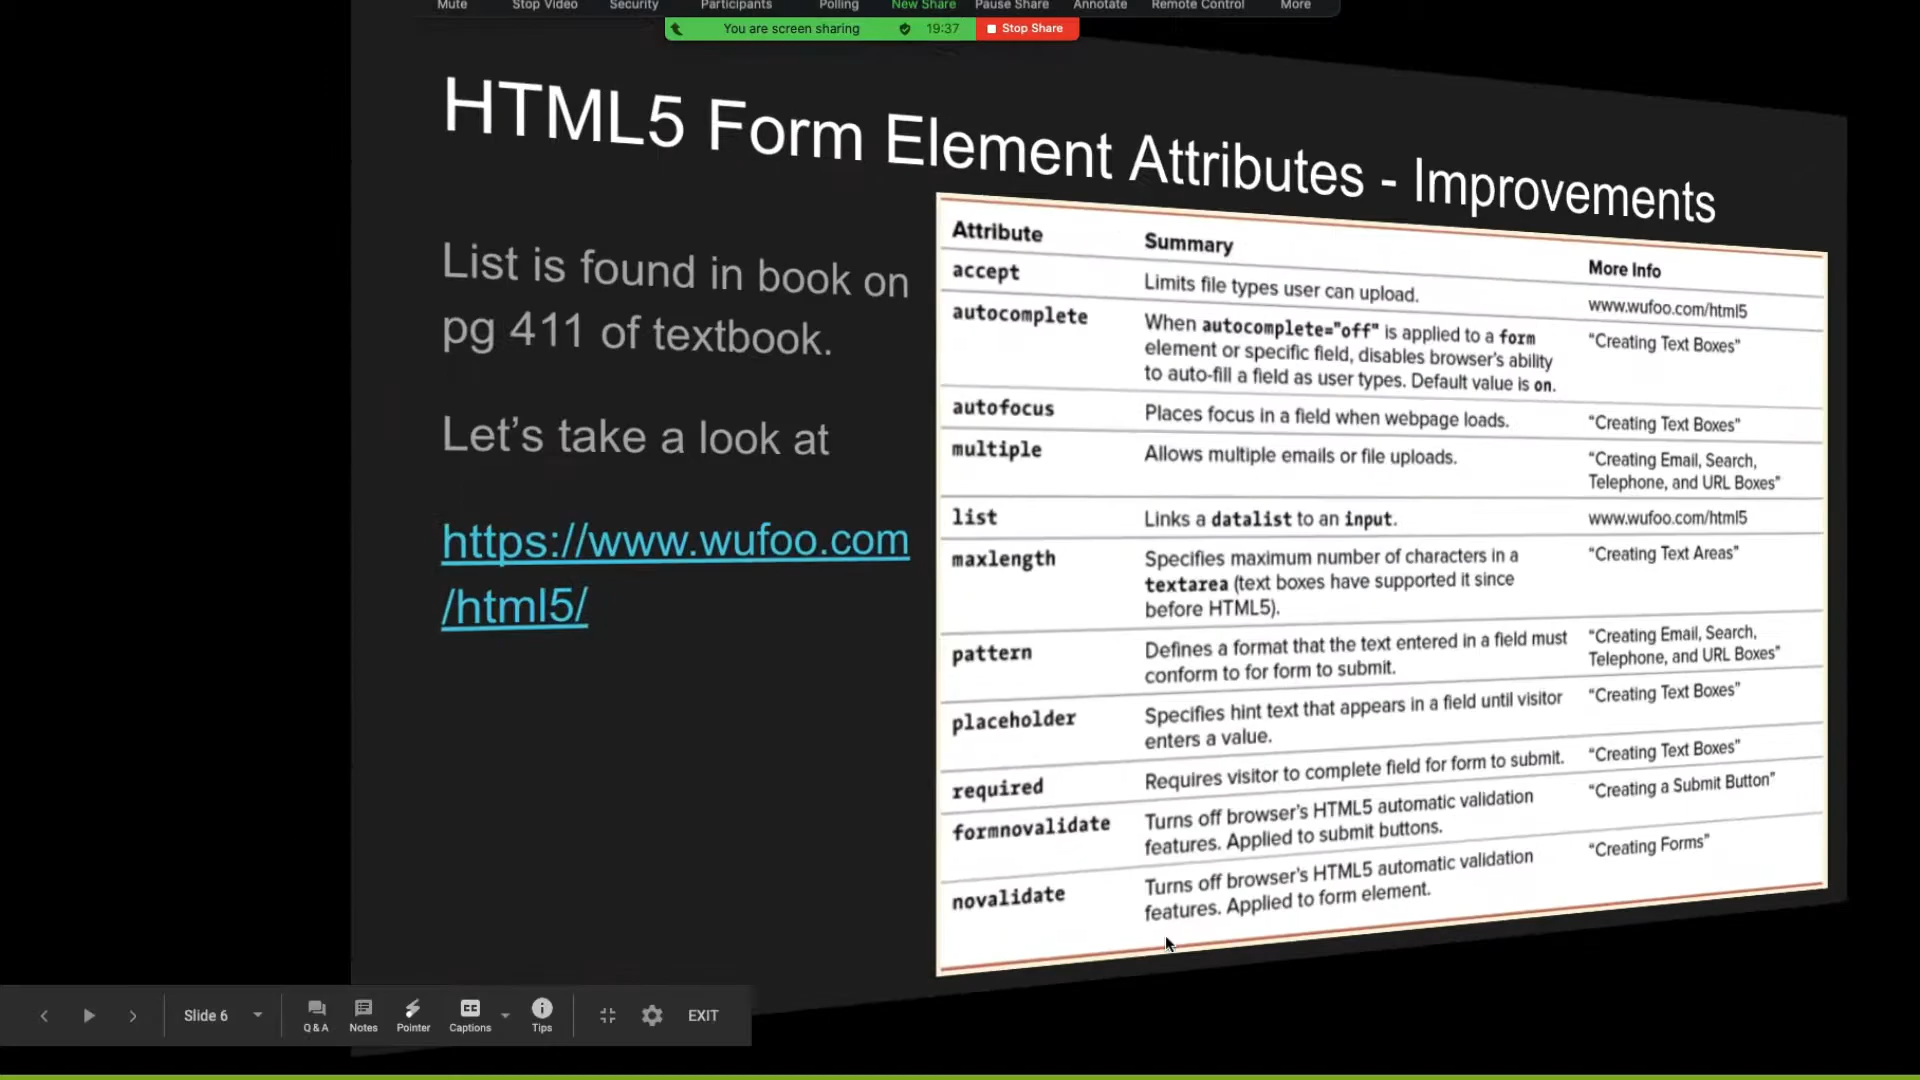 Mute Stop Video Security Participants Polling New Share Pause Share Annotate Remote Control More
You are screen sharing 19:37 Stop Share
HTML5 Form Element Attributes - Improvements
List is found in book on
pg 411 of textbook.
Let's take a look at
https://www.wufoo.com
/html5/
Attribute Summary More Info
accept Limits file types user can upload. www.wufoo.com/html5
autocomplete When autocomplete="off" is applied to a form “Creating Text Boxes”
element or specific field, disables browser's ability
to auto-fill a field as user types. Default value is on.
autofocus Places focus in a field when webpage loads. “Creating Text Boxes”
multiple Allows multiple emails or file uploads. “Creating Email, Search,
Telephone, and URL Boxes”
list Links a datalist to an input. www.wufoo.com/html5
maxlength Specifies maximum number of characters in a “Creating Text Areas”
textarea (text boxes have supported it since
before HTML5).
pattern Defines a format that the text entered in a field must “Creating Email, Search,
conform to for form to submit. Telephone, and URL Boxes”
placeholder Specifies hint text that appears in a field until visitor “Creating Text Boxes”
enters a value.
required Requires visitor to complete field for form to submit. “Creating Text Boxes”
formnovalidate Turns off browser's HTML5 automatic validation “Creating a Submit Button”
features. Applied to submit buttons.
novalidate Turns off browser's HTML5 automatic validation “Creating Forms”
features. Applied to form element.
Slide 6 Q & A Notes Pointer Captions Tips EXIT